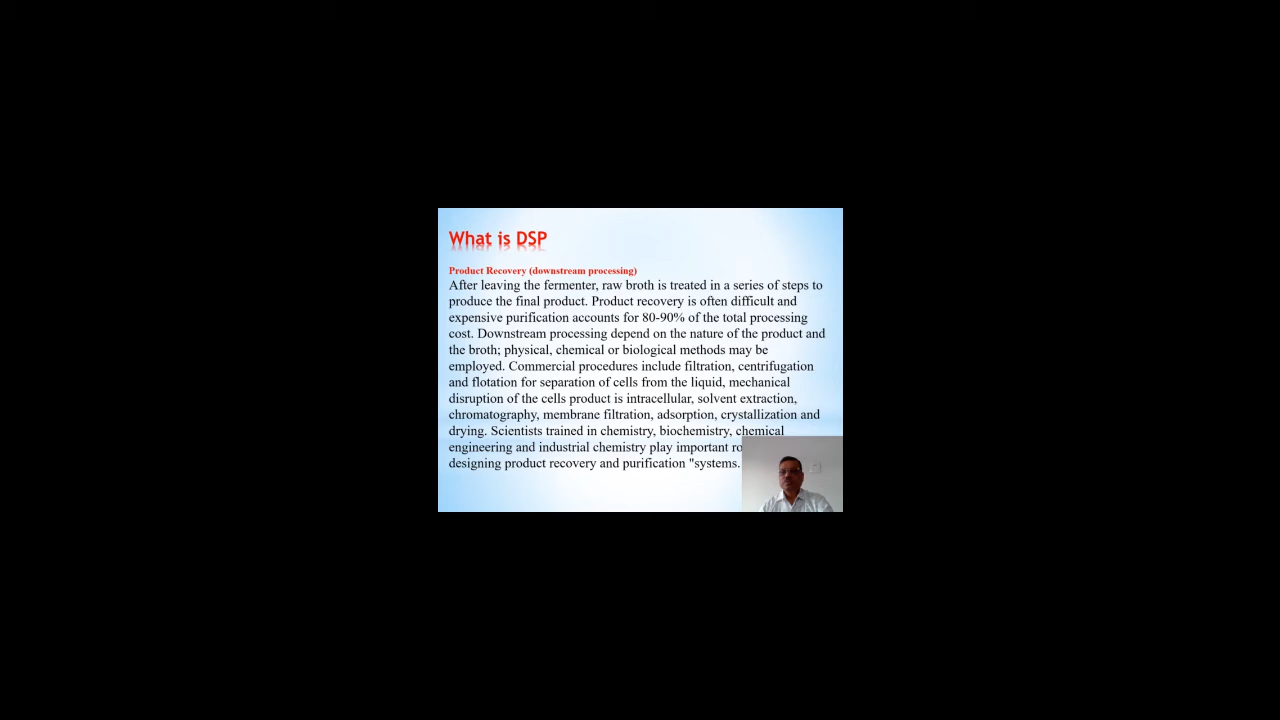 What is DSP
Product Recovery (downstream processing)
After leaving the fermenter, raw broth is treated in a series of steps to
produce the final product. Product recovery is often difficult and
expensive purification accounts for 80-90% of the total processing
cost. Downstream processing depend on the nature of the product and
the broth; physical, chemical or biological methods may be
employed. Commercial procedures include filtration, centrifugation
and flotation for separation of cells from the liquid, mechanical
disruption of the cells product is intracellular, solvent extraction,
chromatography, membrane filtration, adsorption, crystallization and
drying. Scientists trained in chemistry, biochemistry, chemical
engineering and industrial chemistry play important
designing product recovery and purification "systems.